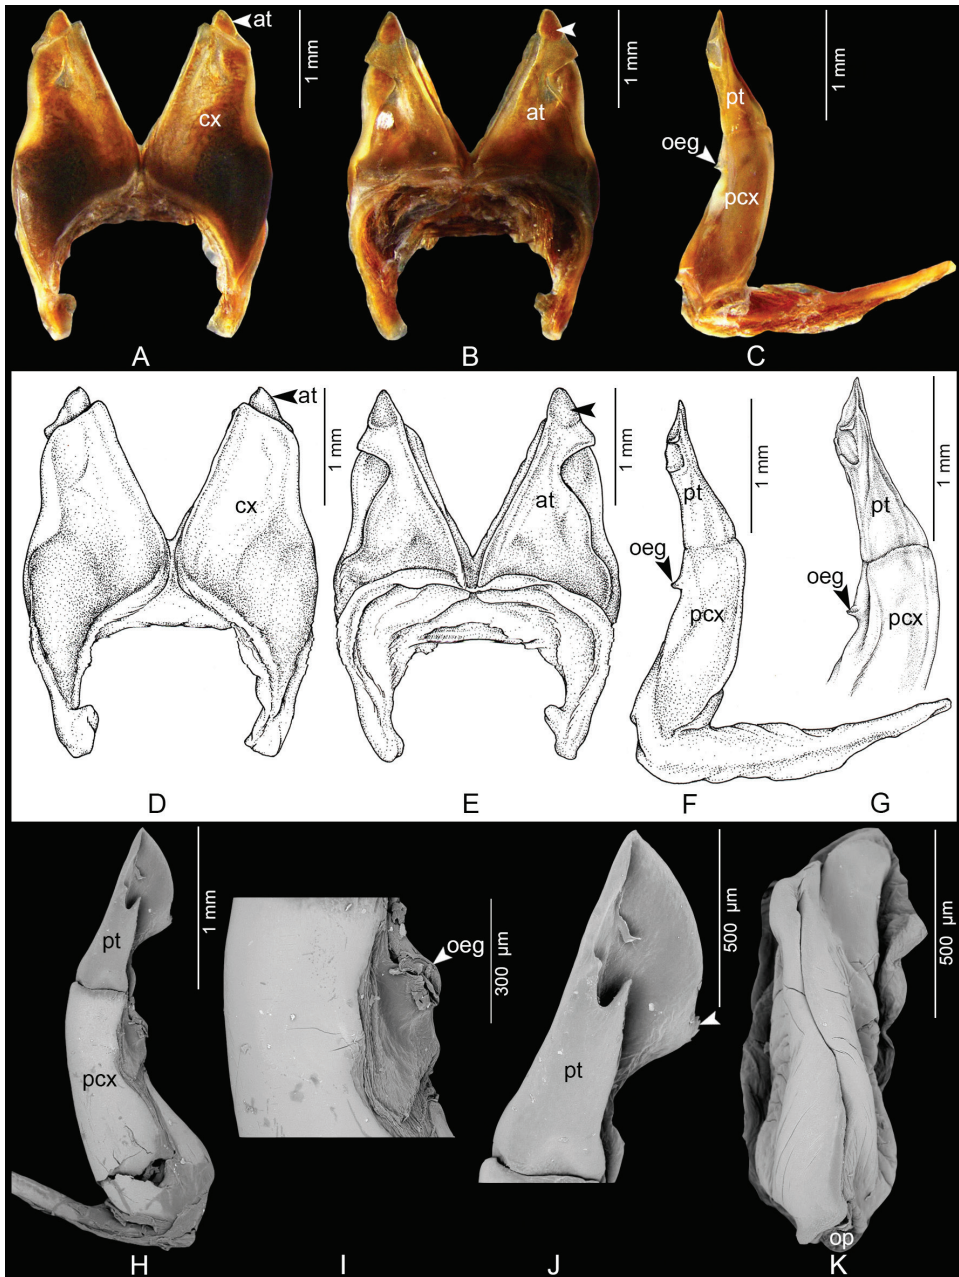 at
1 mm
cx
A
1 mm
at
B
1 mm
pt
oeg
pcx
C
at
1 mm
cx
D
1 mm
at
E
1 mm
pt
oeg
pcx
F
1 mm
pt
oeg
pcx
G
1 mm
pt
pcx
H
oeg
300 µm
I
500 µm
pt
J
500 µm
op
K